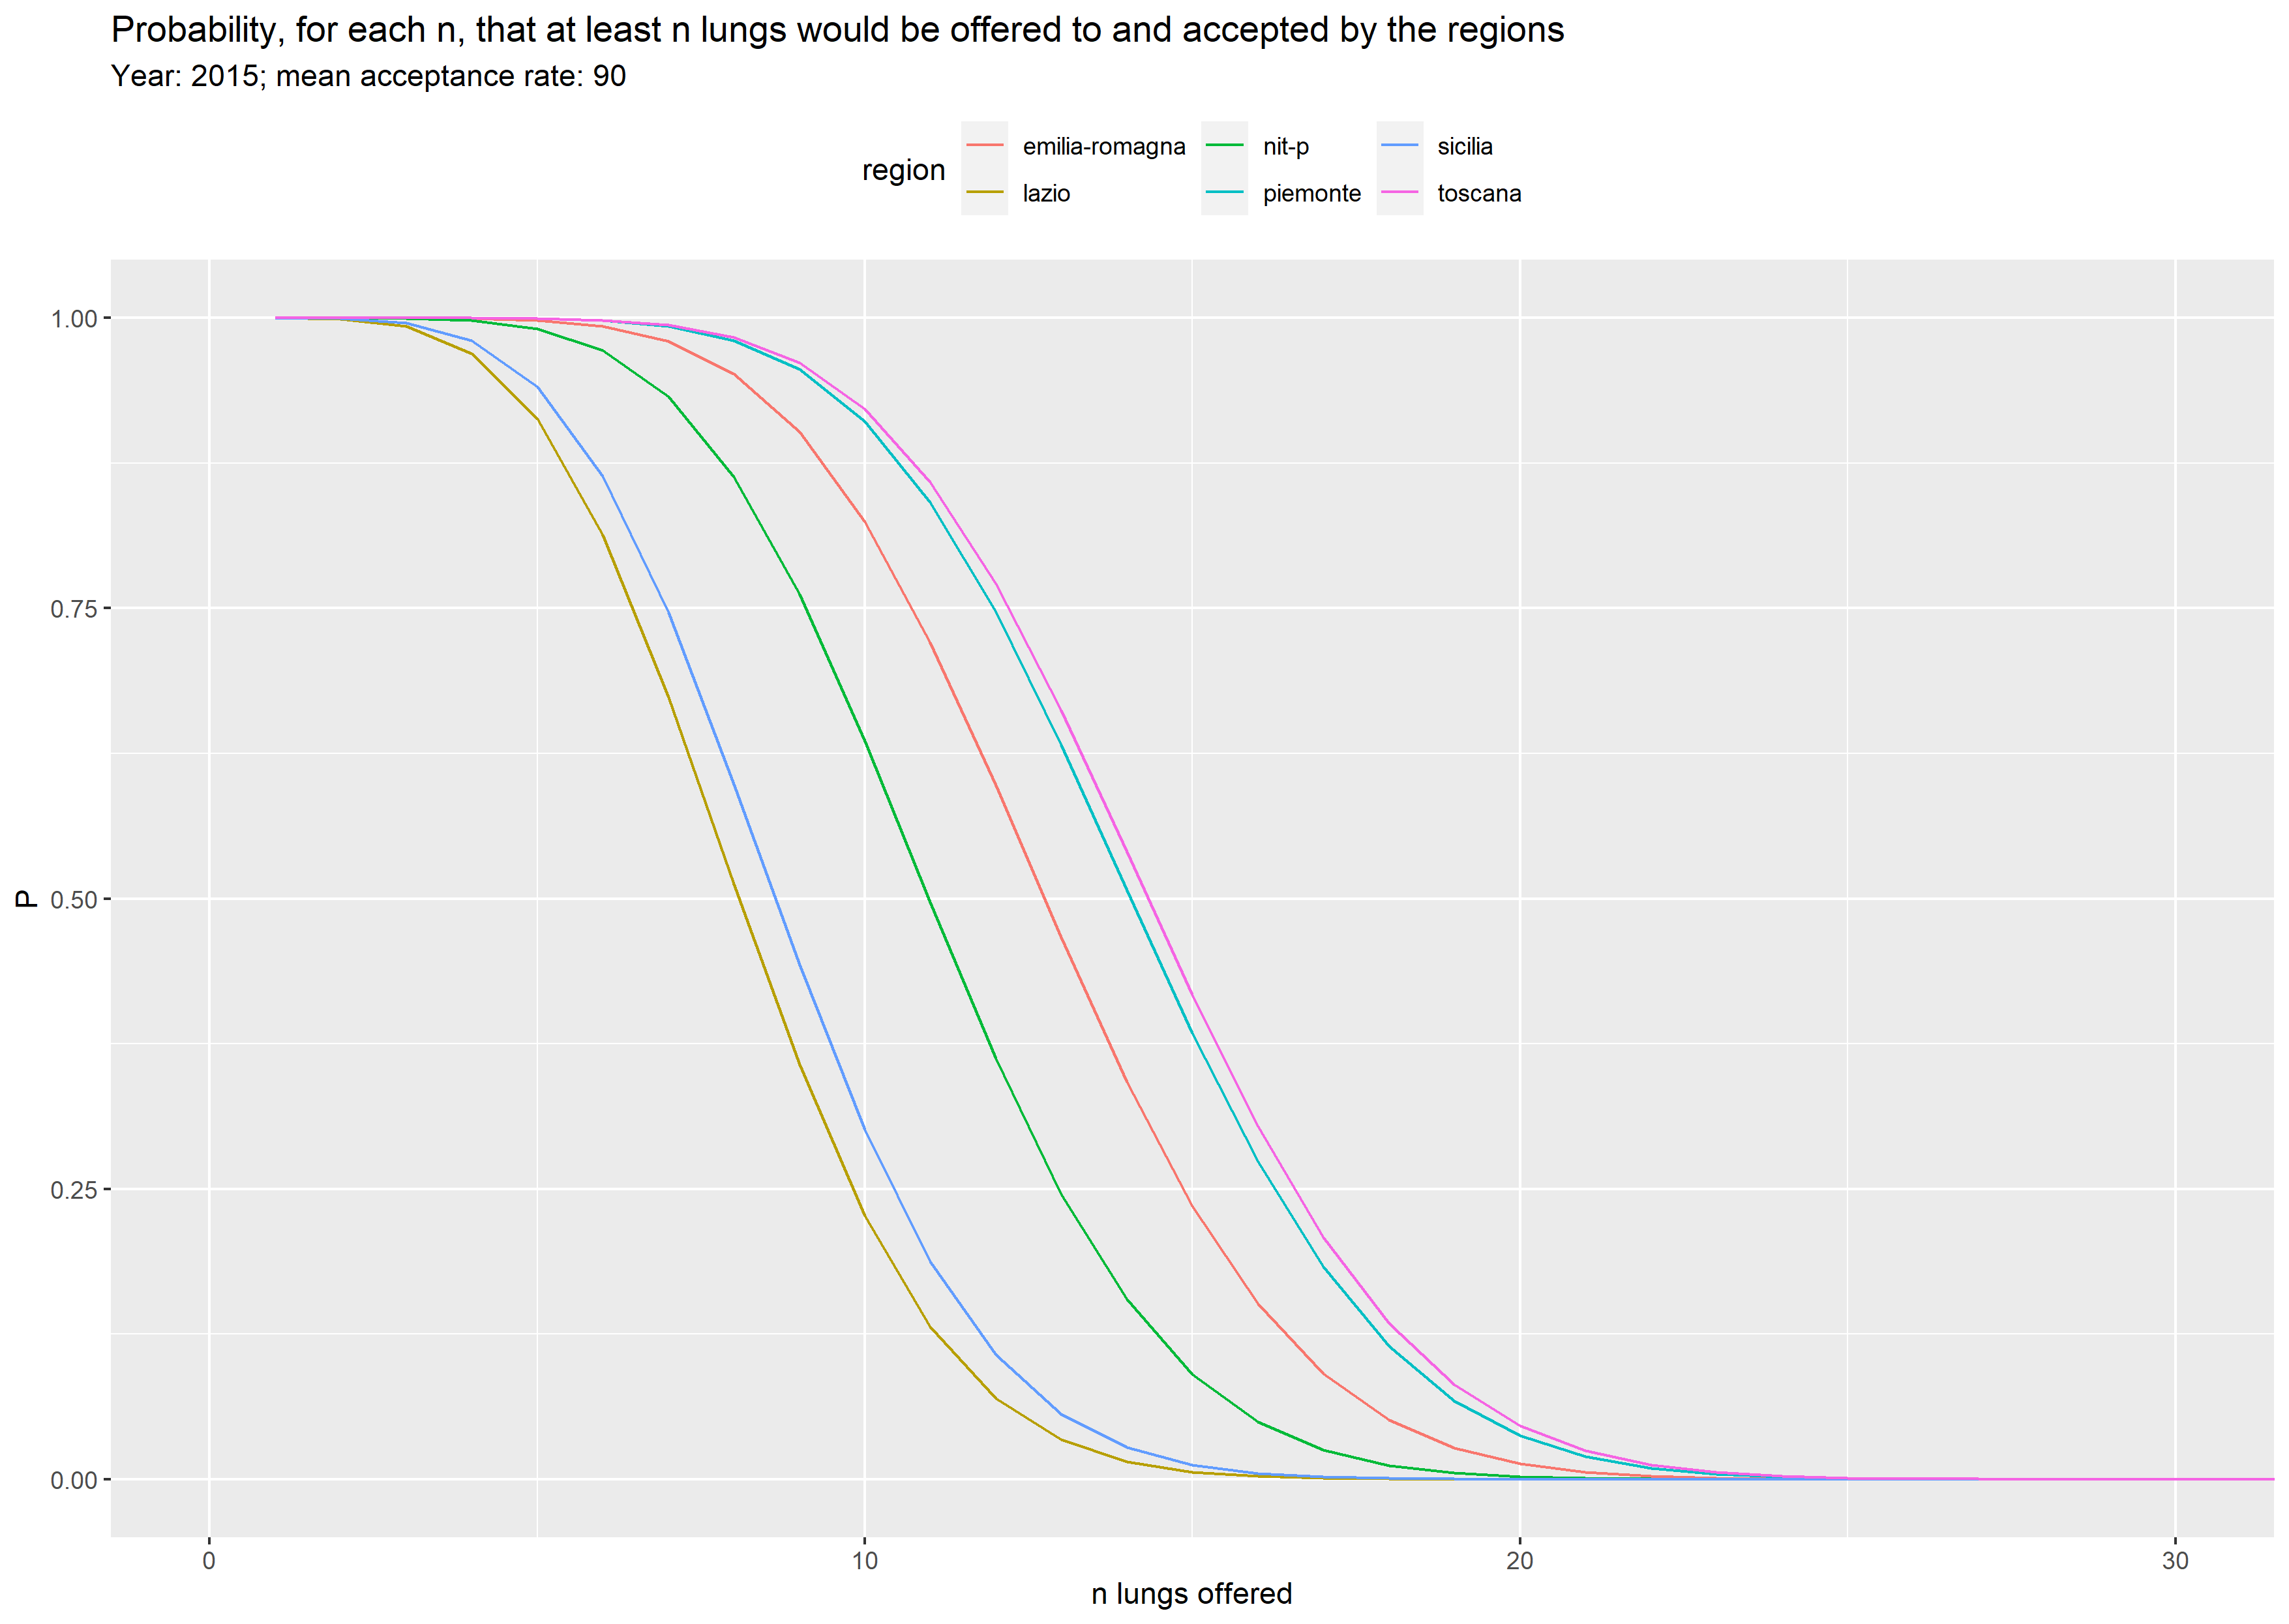 Probability, for each n, that at least n lungs would be offered to and accepted by the regions
Year: 2015; mean acceptance rate: 90
region
emilia-romagna
nit-p
sicilia
lazio
piemonte
toscana
1.00
0.75
0.50
0.25
0.00
P
0
10
20
30
n lungs offered